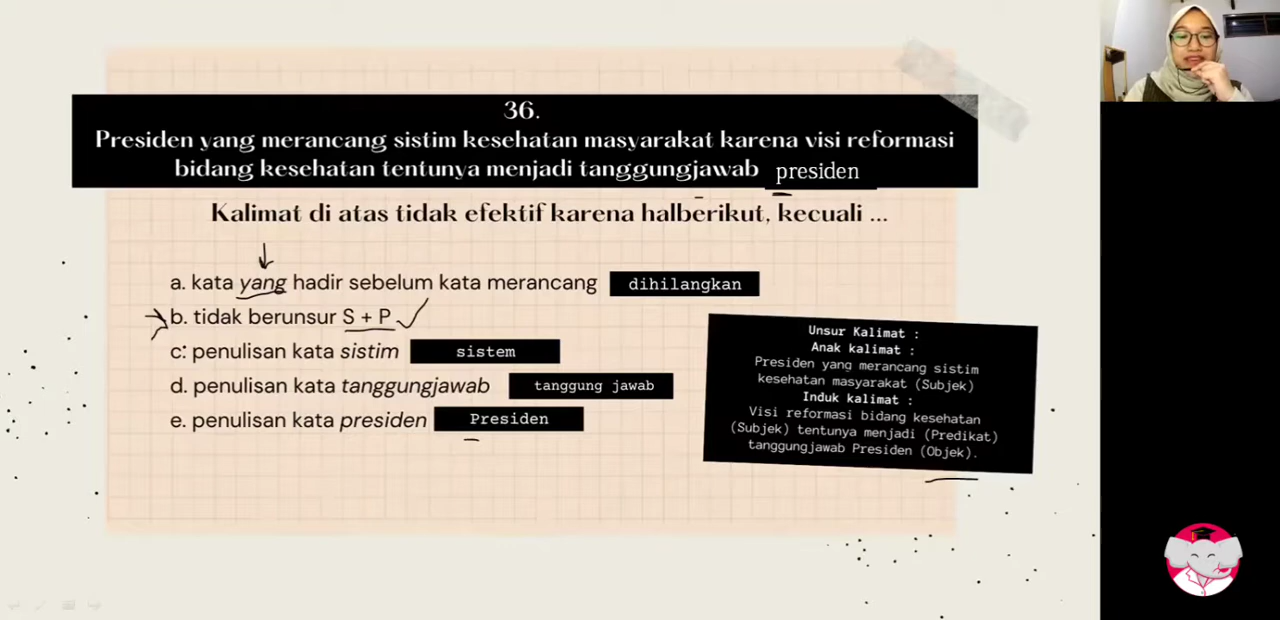 36.
Presiden yang merancang sistim kesehatan masyarakat karena visi reformasi
bidang kesehatan tentunya menjadi tanggungjawab presiden
Kalimat di atas tidak efektif karena halberikut, kecuali ...
a. kata yang hadir sebelum kata merancang dihilangkan
b. tidak berunsur S + P
c. penulisan kata sistim sistem
d. penulisan kata tanggungjawab tanggung jawab
e. penulisan kata presiden Presiden
Unsur Kalimat :
Anak kalimat :
Presiden yang merancang sistim
kesehatan masyarakat (Subjek)
Induk kalimat :
Visi reformasi bidang kesehatan
(Subjek) tentunya menjadi (Predikat)
tanggungjawab Presiden (Objek).